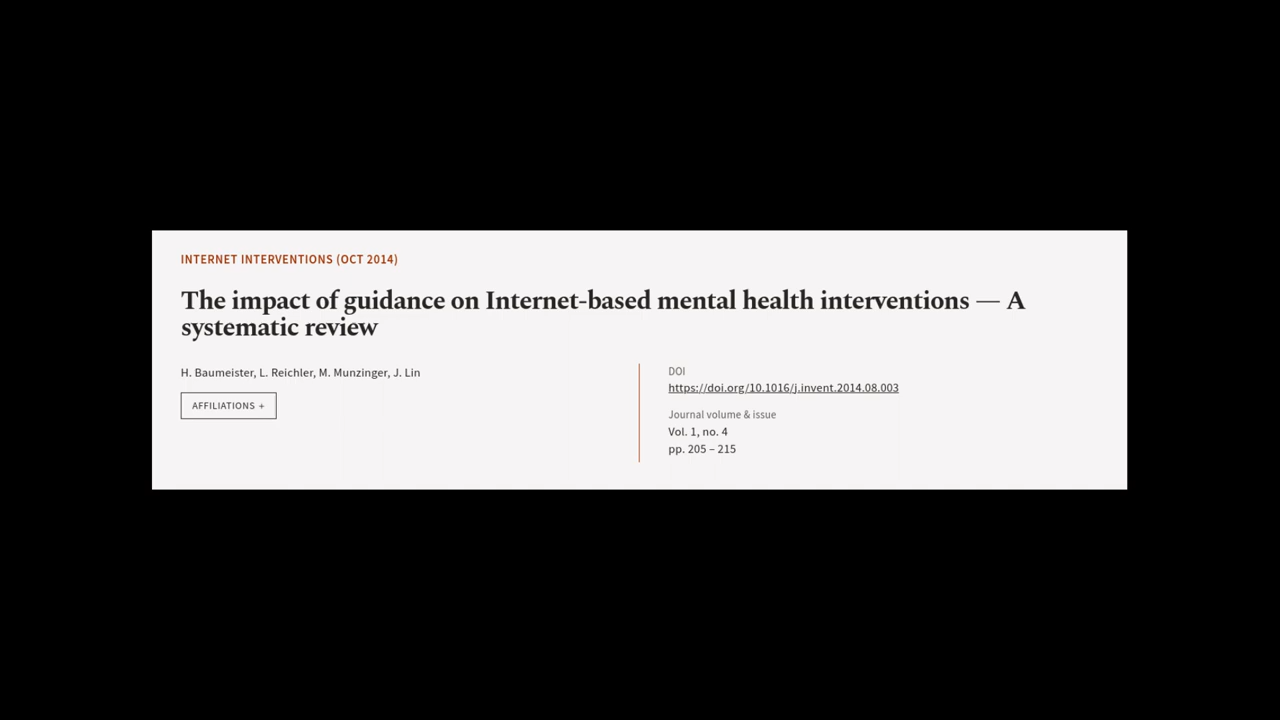 INTERNET INTERVENTIONS (OCT 2014)
The impact of guidance on Internet-based mental health interventions — A
systematic review
H. Baumeister, L. Reichler, M. Munzinger, J. Lin
AFFILIATIONS +
DOI
https://doi.org/10.1016/j.invent.2014.08.003
Journal volume & issue
Vol. 1, no. 4
pp. 205 – 215